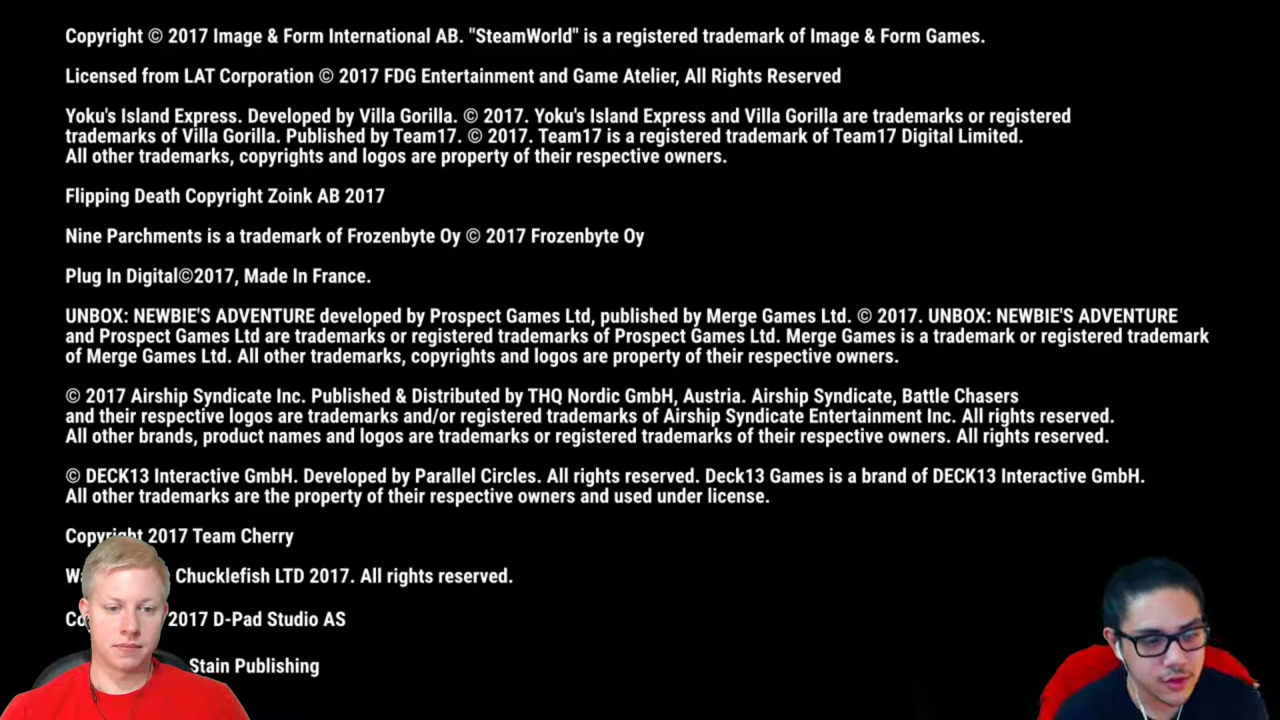 Copyright © 2017 Image & Form International AB. "SteamWorld" is a registered trademark of Image & Form Games.
Licensed from LAT Corporation © 2017 FDG Entertainment and Game Atelier, All Rights Reserved
Yoku's Island Express. Developed by Villa Gorilla. © 2017. Yoku's Island Express and Villa Gorilla are trademarks or registered
trademarks of Villa Gorilla. Published by Team17. © 2017. Team17 is a registered trademark of Team17 Digital Limited.
All other trademarks, copyrights and logos are property of their respective owners.
Flipping Death Copyright Zoink AB 2017
Nine Parchments is a trademark of Frozenbyte Oy © 2017 Frozenbyte Oy
Plug In Digital©2017, Made In France.
UNBOX: NEWBIE'S ADVENTURE developed by Prospect Games Ltd, published by Merge Games Ltd. © 2017. UNBOX: NEWBIE'S ADVENTURE
and Prospect Games Ltd are trademarks or registered trademarks of Prospect Games Ltd. Merge Games is a trademark or registered trademark
of Merge Games Ltd. All other trademarks, copyrights and logos are property of their respective owners.
© 2017 Airship Syndicate Inc. Published & Distributed by THQ Nordic GmbH, Austria. Airship Syndicate, Battle Chasers
and their respective logos are trademarks and/or registered trademarks of Airship Syndicate Entertainment Inc. All rights reserved.
All other brands, product names and logos are trademarks or registered trademarks of their respective owners. All rights reserved.
© DECK13 Interactive GmbH. Developed by Parallel Circles. All rights reserved. Deck13 Games is a brand of DECK13 Interactive GmbH.
All other trademarks are the property of their respective owners and used under license.
Copyright 2017 Team Cherry
Chucklefish LTD 2017. All rights reserved.
2017 D-Pad Studio AS
Stain Publishing